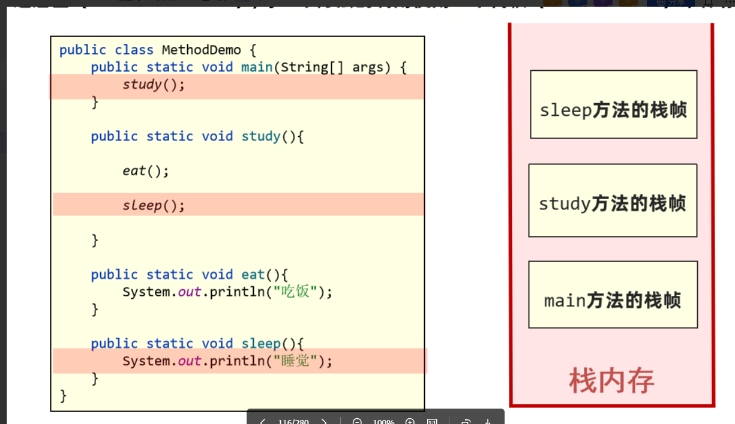 public class MethodDemo {
public static void main(String[] args) {
study();
}
public static void study(){
eat();
sleep();
}
public static void eat(){
System.out.println("吃饭");
}
public static void sleep(){
System.out.println("睡觉");
}
}
sleep方法的栈帧
study方法的栈帧
main方法的栈帧
栈内存
116/280
100%